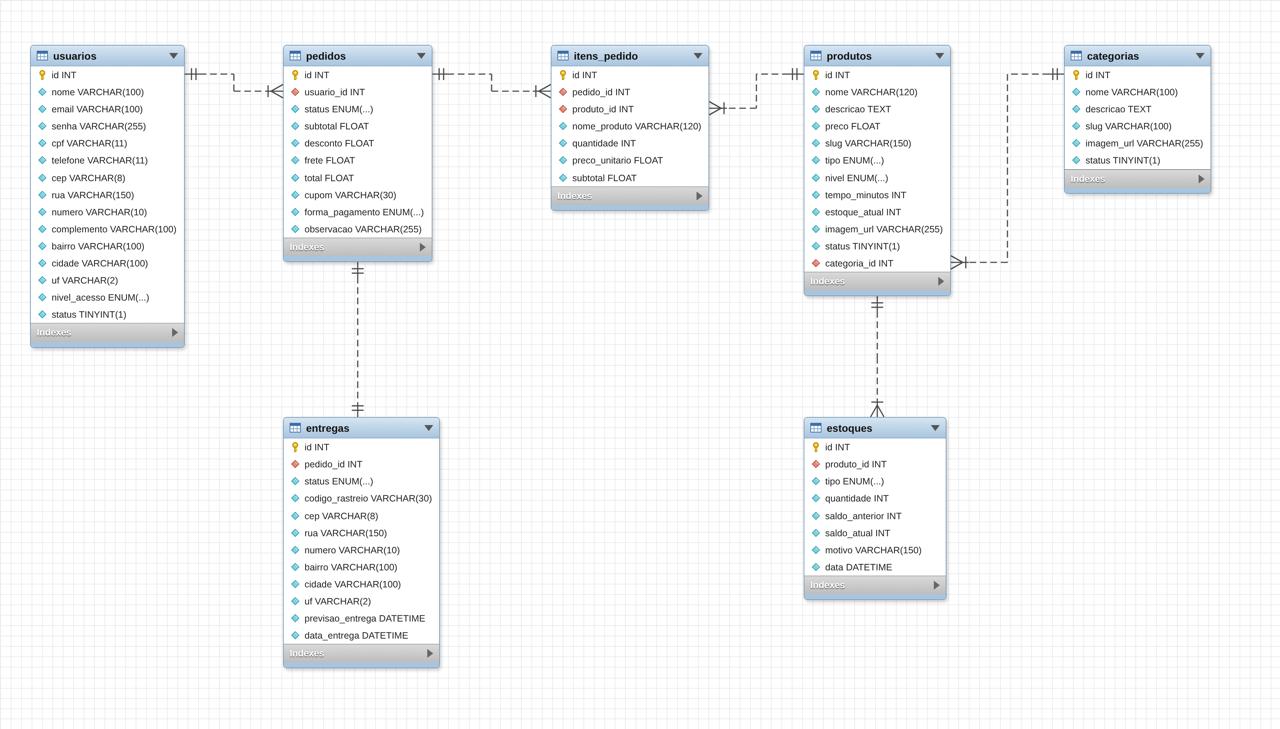 usuarios
id INT
nome VARCHAR(100)
email VARCHAR(100)
senha VARCHAR(255)
cpf VARCHAR(11)
telefone VARCHAR(11)
cep VARCHAR(8)
rua VARCHAR(150)
numero VARCHAR(10)
complemento VARCHAR(100)
bairro VARCHAR(100)
cidade VARCHAR(100)
uf VARCHAR(2)
nivel_acesso ENUM(...)
status TINYINT(1)
Indexes
pedidos
id INT
usuario_id INT
status ENUM(...)
subtotal FLOAT
desconto FLOAT
frete FLOAT
total FLOAT
cupom VARCHAR(30)
forma_pagamento ENUM(...)
observacao VARCHAR(255)
Indexes
itens_pedido
id INT
pedido_id INT
produto_id INT
nome_produto VARCHAR(120)
quantidade INT
preco_unitario FLOAT
subtotal FLOAT
Indexes
produtos
id INT
nome VARCHAR(120)
descricao TEXT
preco FLOAT
slug VARCHAR(150)
tipo ENUM(...)
nivel ENUM(...)
tempo_minutos INT
estoque_atual INT
imagem_url VARCHAR(255)
status TINYINT(1)
categoria_id INT
Indexes
categorias
id INT
nome VARCHAR(100)
descricao TEXT
slug VARCHAR(100)
imagem_url VARCHAR(255)
status TINYINT(1)
Indexes
entregas
id INT
pedido_id INT
status ENUM(...)
codigo_rastreio VARCHAR(30)
cep VARCHAR(8)
rua VARCHAR(150)
numero VARCHAR(10)
bairro VARCHAR(100)
cidade VARCHAR(100)
uf VARCHAR(2)
previsao_entrega DATETIME
data_entrega DATETIME
Indexes
estoques
id INT
produto_id INT
tipo ENUM(...)
quantidade INT
saldo_anterior INT
saldo_atual INT
motivo VARCHAR(150)
data DATETIME
Indexes